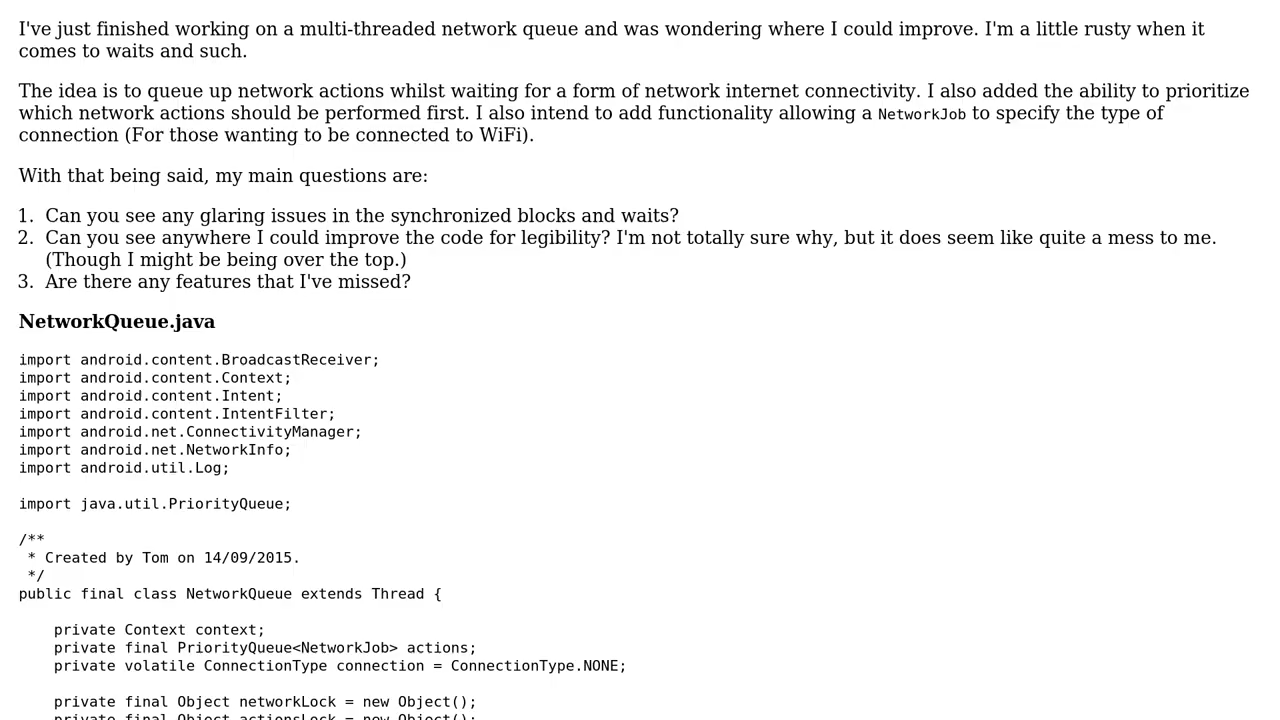 I've just finished working on a multi-threaded network queue and was wondering where I could improve. I'm a little rusty when it
comes to waits and such.
The idea is to queue up network actions whilst waiting for a form of network internet connectivity. I also added the ability to prioritize
which network actions should be performed first. I also intend to add functionality allowing a NetworkJob to specify the type of
connection (For those wanting to be connected to WiFi).
With that being said, my main questions are:
1. Can you see any glaring issues in the synchronized blocks and waits?
2. Can you see anywhere I could improve the code for legibility? I'm not totally sure why, but it does seem like quite a mess to me.
(Though I might be being over the top.)
3. Are there any features that I've missed?
NetworkQueue.java
import android.content.BroadcastReceiver;
import android.content.Context;
import android.content.Intent;
import android.content.IntentFilter;
import android.net.ConnectivityManager;
import android.net.NetworkInfo;
import android.util.Log;
import java.util.PriorityQueue;
/**
 * Created by Tom on 14/09/2015.
 */
public final class NetworkQueue extends Thread {
    private Context context;
    private final PriorityQueue<NetworkJob> actions;
    private volatile ConnectionType connection = ConnectionType.NONE;
    private final Object networkLock = new Object();
    private final Object actionsLock = new Object();